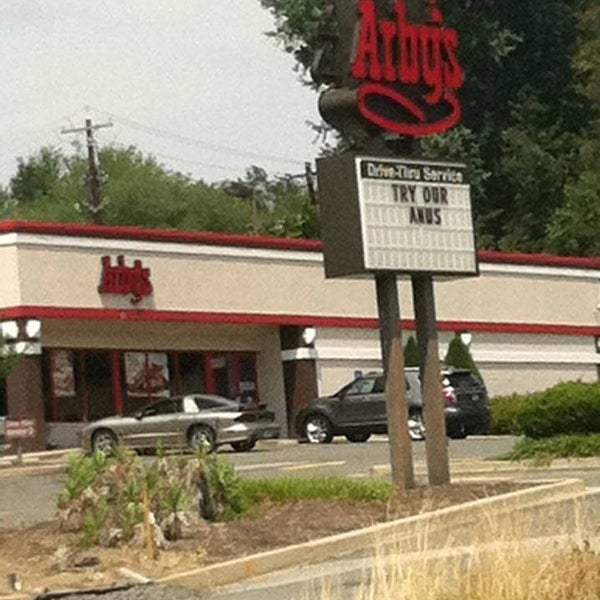 Arby's
Drive-Thru Service
TRY OUR
ANUS
Arby's